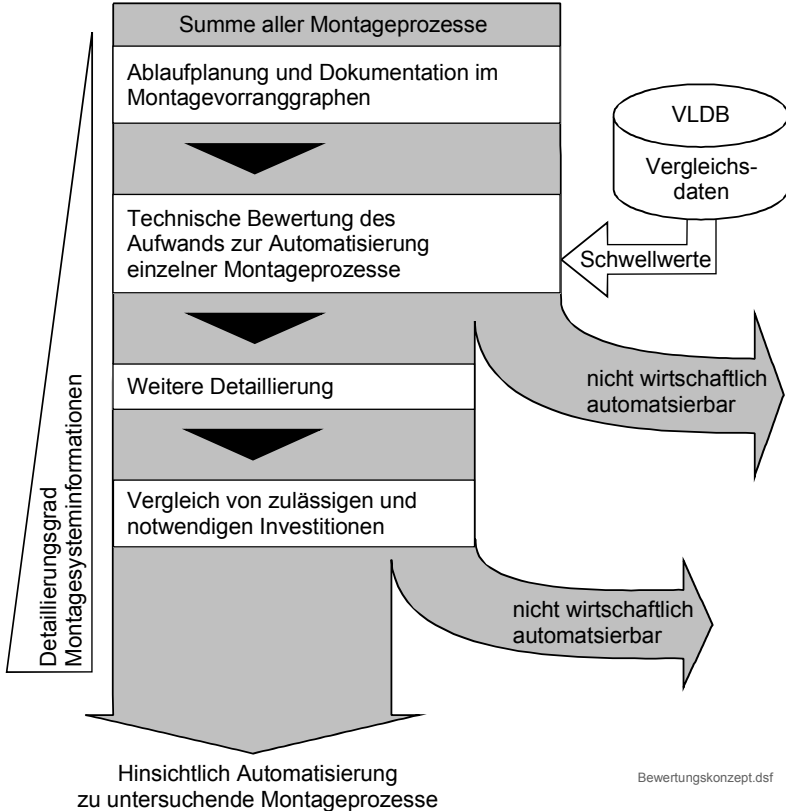 Summe aller Montageprozesse
Ablaufplanung und Dokumentation im
Montagevorranggraphen
VLDB
Vergleichs-
daten
Technische Bewertung des
Aufwands zur Automatisierung
einzelner Montageprozesse
Schwellwerte
nicht wirtschaftlich
automatsierbar
Weitere Detaillierung
Vergleich von zulässigen und
notwendigen Investitionen
nicht wirtschaftlich
automatsierbar
Detaillierungsgrad
Montagesysteminformationen
Hinsichtlich Automatisierung
zu untersuchende Montageprozesse
Bewertungskonzept.dsf